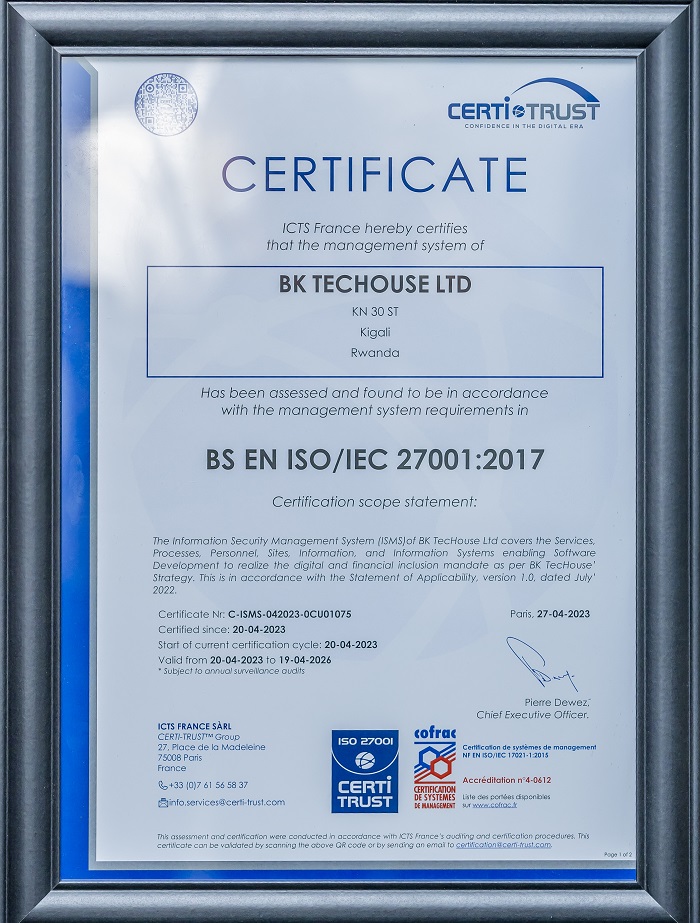 CERTI TRUST
CONFIDENCE IN THE DIGITAL ERA
CERTIFICATE
ICTS France hereby certifies
that the management system of
BK TECHOUSE LTD
KN 30 ST
Kigali
Rwanda
Has been assessed and found to be in accordance
with the management system requirements in
BS EN ISO/IEC 27001:2017
Certification scope statement:
The Information Security Management System (ISMS)of BK TecHouse Ltd covers the Services,
Processes, Personnel, Sites, Information, and Information Systems enabling Software
Development to realize the digital and financial inclusion mandate as per BK TecHouse'
Strategy. This is in accordance with the Statement of Applicability, version 1.0, dated July'
2022.
Certificate Nr: C-ISMS-042023-0CU01075
Paris, 27-04-2023
Certified since: 20-04-2023
Start of current certification cycle: 20-04-2023
Valid from 20-04-2023 to 19-04-2026
* Subject to annual surveillance audits
Pierre Dewez,
Chief Executive Officer.
ICTS FRANCE SÀRL
CERTI-TRUST™ Group
27, Place de la Madeleine
75008 Paris
France
+33 (0)7 61 56 58 37
info.services@certi-trust.com
ISO 27001
CERTI
TRUST
cofrac
CERTIFICATION
DE SYSTÈMES
DE MANAGEMENT
Certification de systèmes de management
NF EN ISO/IEC 17021-1:2015
Accréditation n°4-0612
Liste des portées disponibles
sur www.cofrac.fr
This assessment and certification were conducted in accordance with ICTS France's auditing and certification procedures. This
certificate can be validated by scanning the above QR code or by sending an email to certification@certi-trust.com.
Page 1 of 2